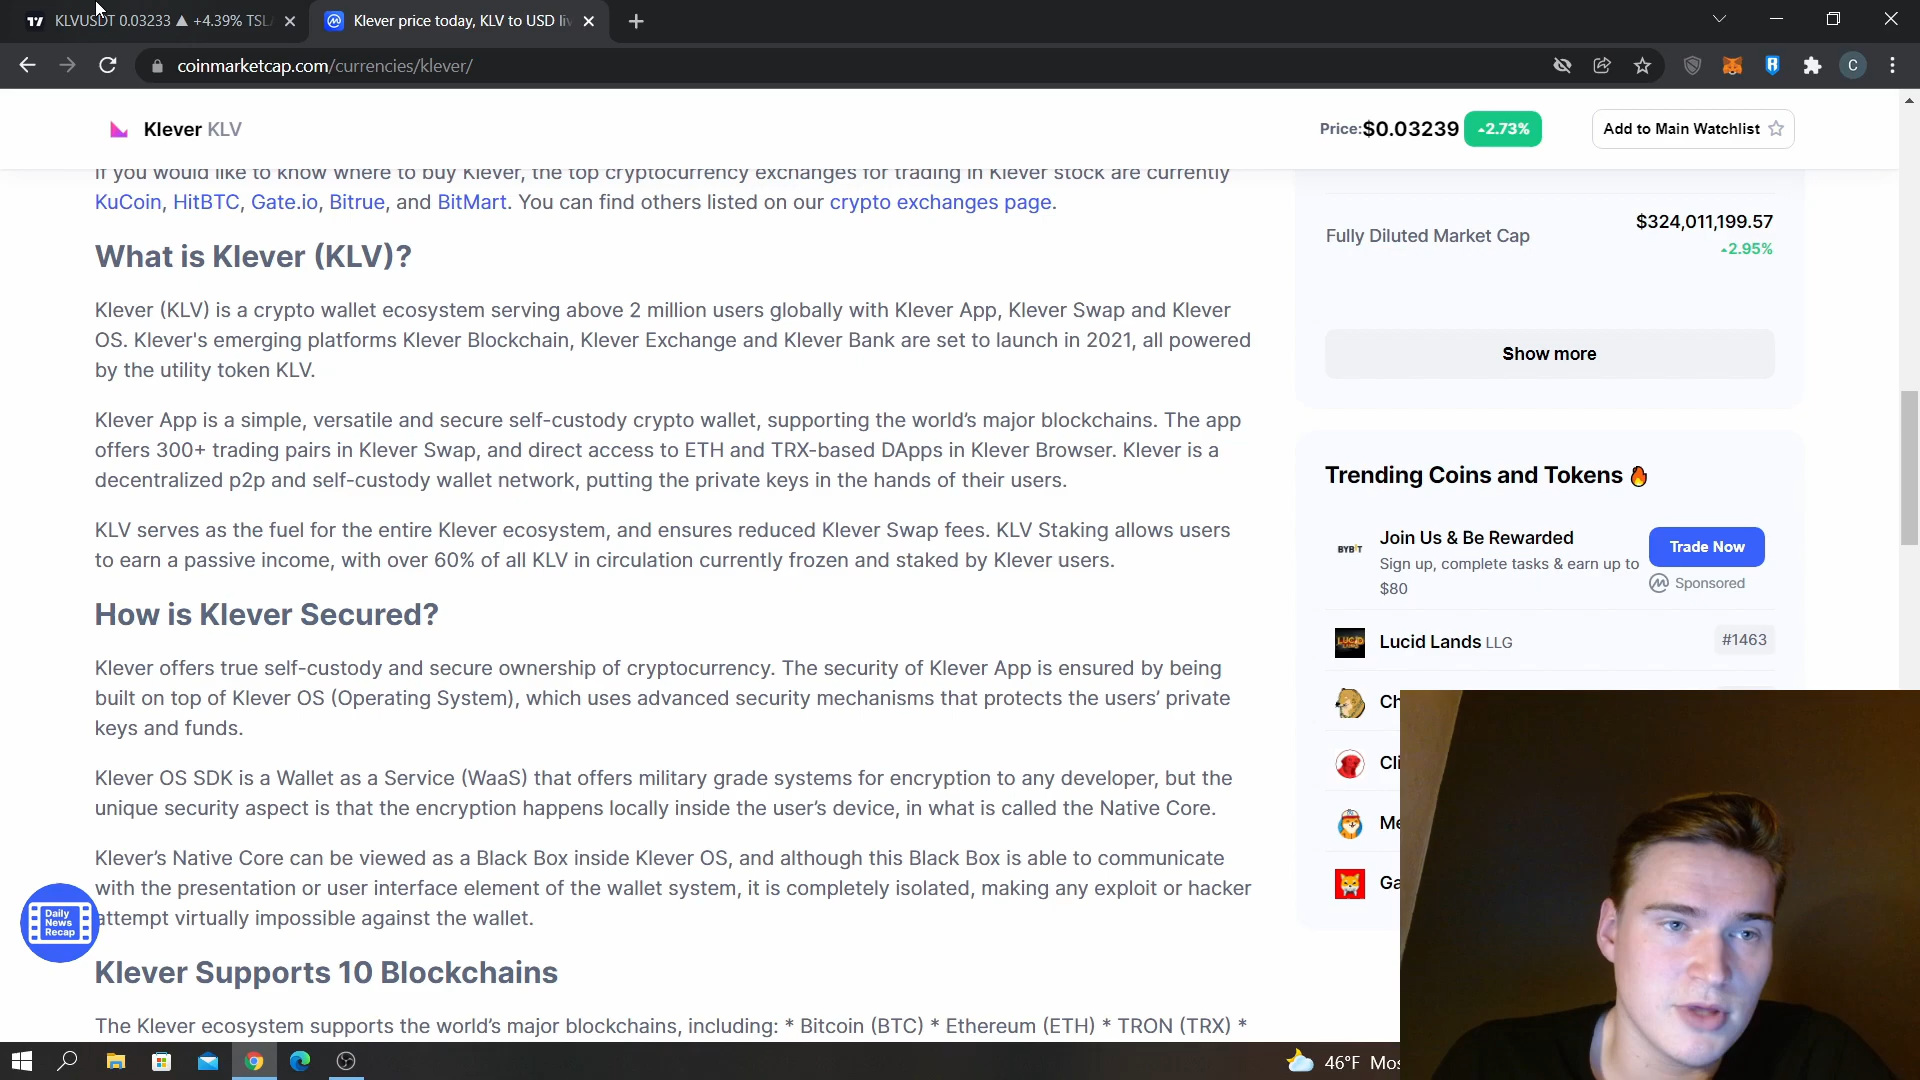 KLVUSDT 0.03233 ▲ +4.39% TSL
Klever price today, KLV to USD liv
coinmarketcap.com/currencies/klever/
C
Klever KLV
Price:$0.03239
2.73%
Add to Main Watchlist
If you would like to know where to buy Klever, the top cryptocurrency exchanges for trading in Klever stock are currently
KuCoin, HitBTC, Gate.io, Bitrue, and BitMart. You can find others listed on our crypto exchanges page.
What is Klever (KLV)?
Klever (KLV) is a crypto wallet ecosystem serving above 2 million users globally with Klever App, Klever Swap and Klever
OS. Klever's emerging platforms Klever Blockchain, Klever Exchange and Klever Bank are set to launch in 2021, all powered
by the utility token KLV.
Klever App is a simple, versatile and secure self-custody crypto wallet, supporting the world's major blockchains. The app
offers 300+ trading pairs in Klever Swap, and direct access to ETH and TRX-based DApps in Klever Browser. Klever is a
decentralized p2p and self-custody wallet network, putting the private keys in the hands of their users.
KLV serves as the fuel for the entire Klever ecosystem, and ensures reduced Klever Swap fees. KLV Staking allows users
to earn a passive income, with over 60% of all KLV in circulation currently frozen and staked by Klever users.
How is Klever Secured?
Klever offers true self-custody and secure ownership of cryptocurrency. The security of Klever App is ensured by being
built on top of Klever OS (Operating System), which uses advanced security mechanisms that protects the users’ private
keys and funds.
Klever OS SDK is a Wallet as a Service (WaaS) that offers military grade systems for encryption to any developer, but the
unique security aspect is that the encryption happens locally inside the user’s device, in what is called the Native Core.
Klever’s Native Core can be viewed as a Black Box inside Klever OS, and although this Black Box is able to communicate
with the presentation or user interface element of the wallet system, it is completely isolated, making any exploit or hacker
attempt virtually impossible against the wallet.
Daily
News
Recap
Klever Supports 10 Blockchains
The Klever ecosystem supports the world's major blockchains, including: * Bitcoin (BTC) * Ethereum (ETH) * TRON (TRX) *
Fully Diluted Market Cap
$324,011,199.57
2.95%
Show more
Trending Coins and Tokens
BYBIT
Join Us & Be Rewarded
Sign up, complete tasks & earn up to
$80
Trade Now
Sponsored
Lucid Lands LLG
#1463
Ch
Cli
Me
Ga
46°F Mos